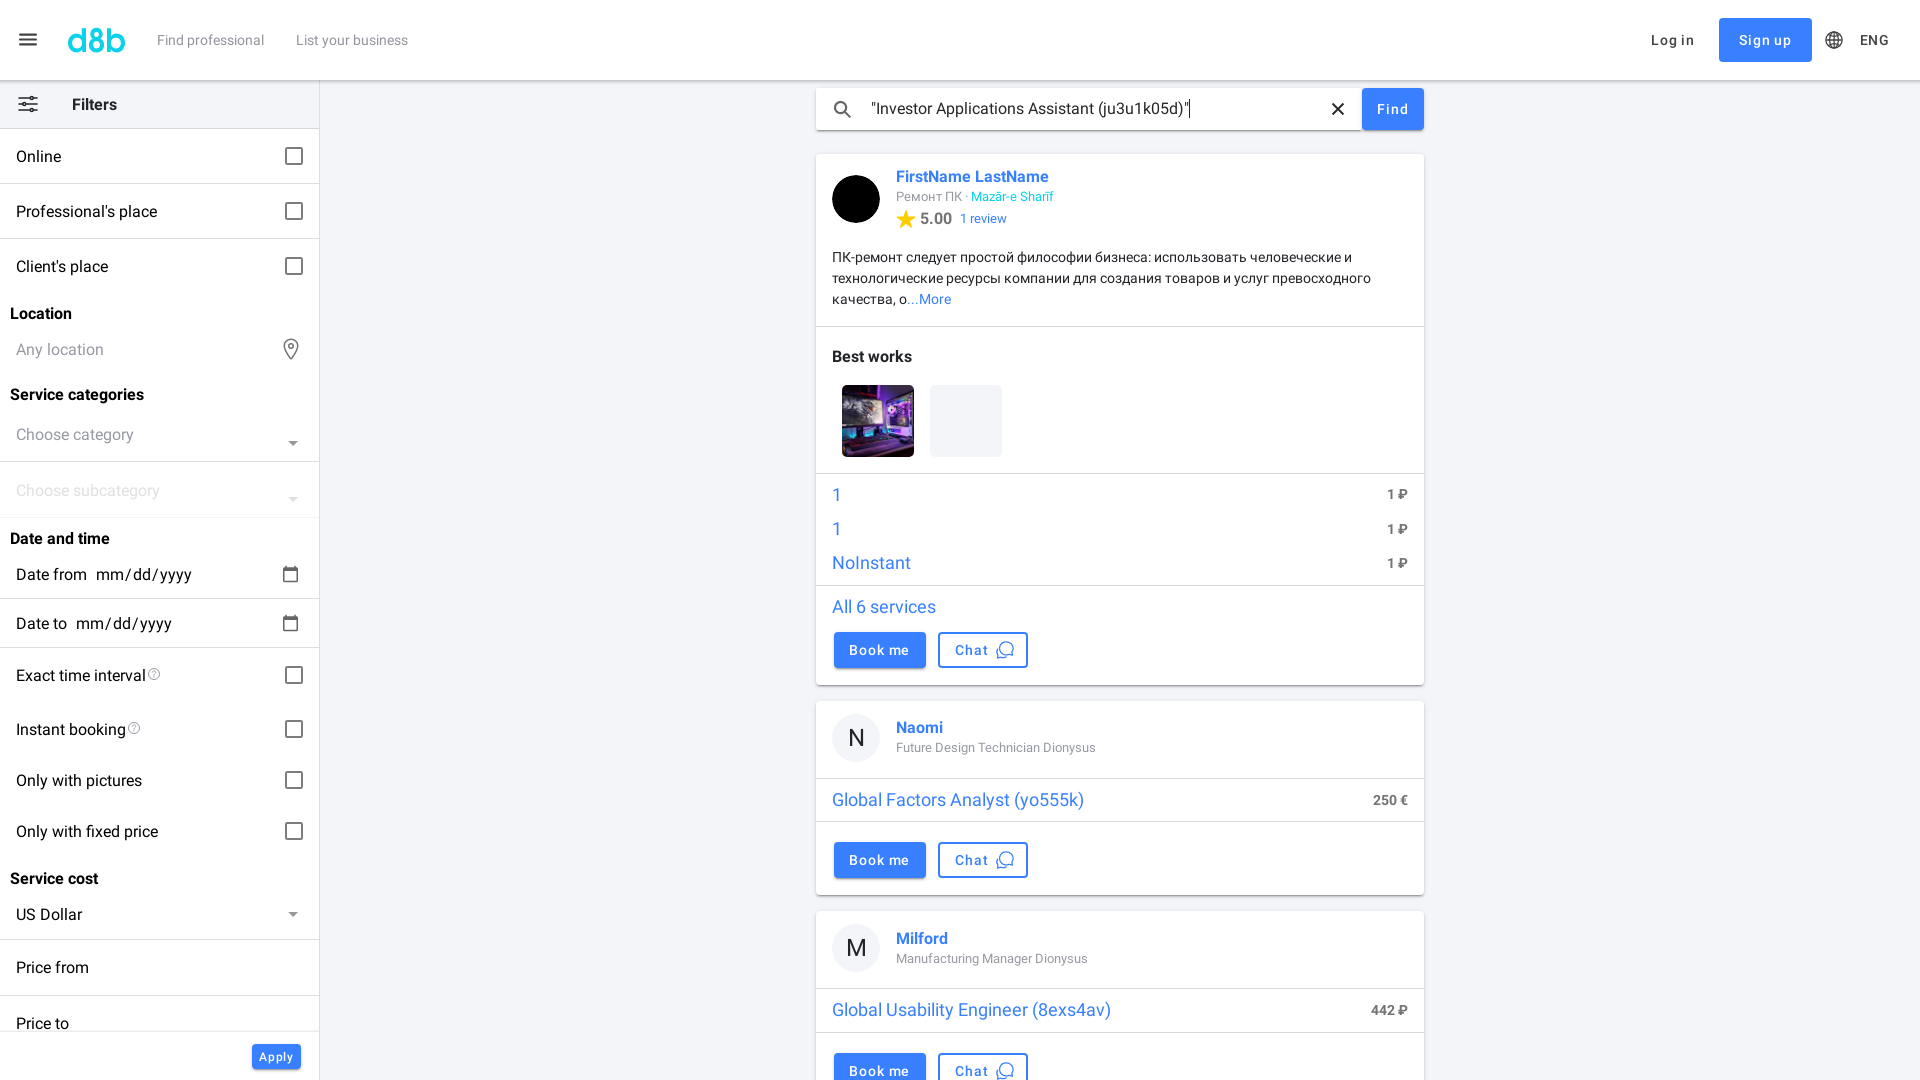 d8b
Find professional
List your business
Log in
Sign up
ENG
Filters
Online
Professional's place
Client's place
Location
Any location
Service categories
Choose category
Choose subcategory
Date and time
Date from mm/dd/yyyy
Date to mm/dd/yyyy
Exact time interval
Instant booking
Only with pictures
Only with fixed price
Service cost
US Dollar
Price from
Price to
Apply
"Investor Applications Assistant (ju3u1k05d)"
Find
FirstName LastName
Ремонт ПК · Mazār-e Sharīf
5.00 1 review
ПК-ремонт следует простой философии бизнеса: использовать человеческие и
технологические ресурсы компании для создания товаров и услуг превосходного
качества, о...More
Best works
1 1 ₽
1 1 ₽
NoInstant 1 ₽
All 6 services
Book me
Chat
N
Naomi
Future Design Technician Dionysus
Global Factors Analyst (yo555k) 250 €
Book me
Chat
M
Milford
Manufacturing Manager Dionysus
Global Usability Engineer (8exs4av) 442 ₽
Book me
Chat